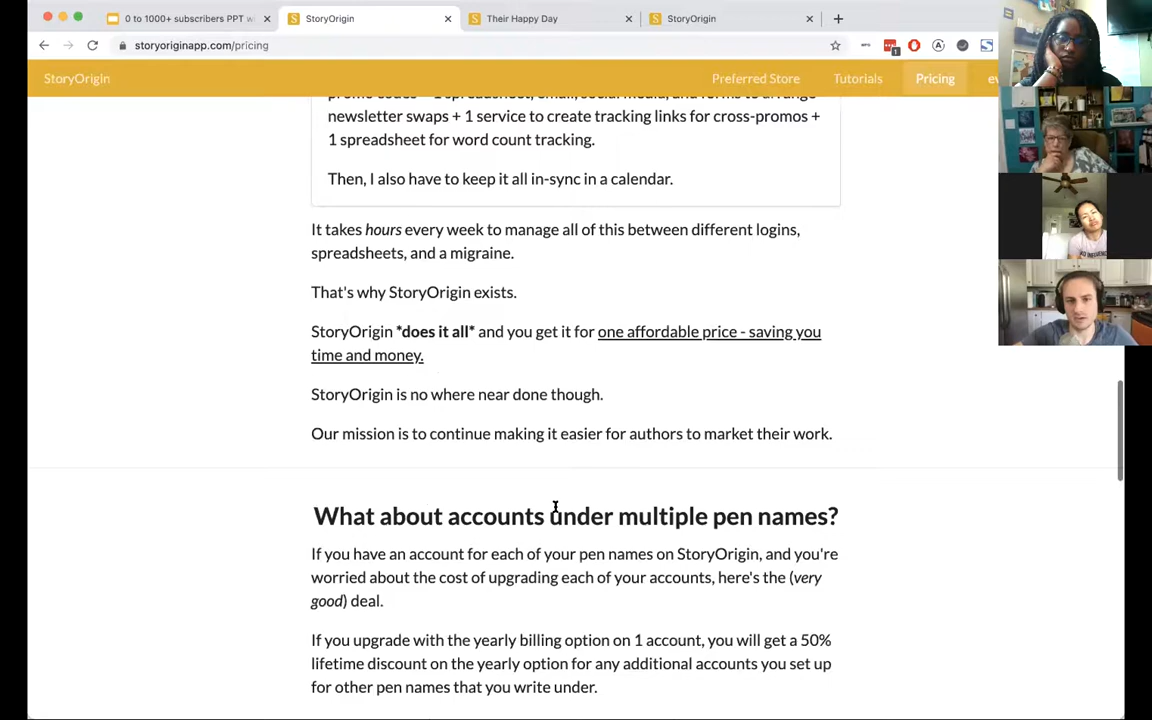 0 to 1000+ subscribers PPT w
StoryOrigin
Their Happy Day
StoryOrigin
storyoriginapp.com/pricing
StoryOrigin
Preferred Store
Tutorials
Pricing
newsletter swaps + 1 service to create tracking links for cross-promos +
1 spreadsheet for word count tracking.
Then, I also have to keep it all in-sync in a calendar.
It takes hours every week to manage all of this between different logins,
spreadsheets, and a migraine.
That's why StoryOrigin exists.
StoryOrigin *does it all* and you get it for one affordable price - saving you
time and money.
StoryOrigin is no where near done though.
Our mission is to continue making it easier for authors to market their work.
What about accounts under multiple pen names?
If you have an account for each of your pen names on StoryOrigin, and you're
worried about the cost of upgrading each of your accounts, here's the (very
good) deal.
If you upgrade with the yearly billing option on 1 account, you will get a 50%
lifetime discount on the yearly option for any additional accounts you set up
for other pen names that you write under.